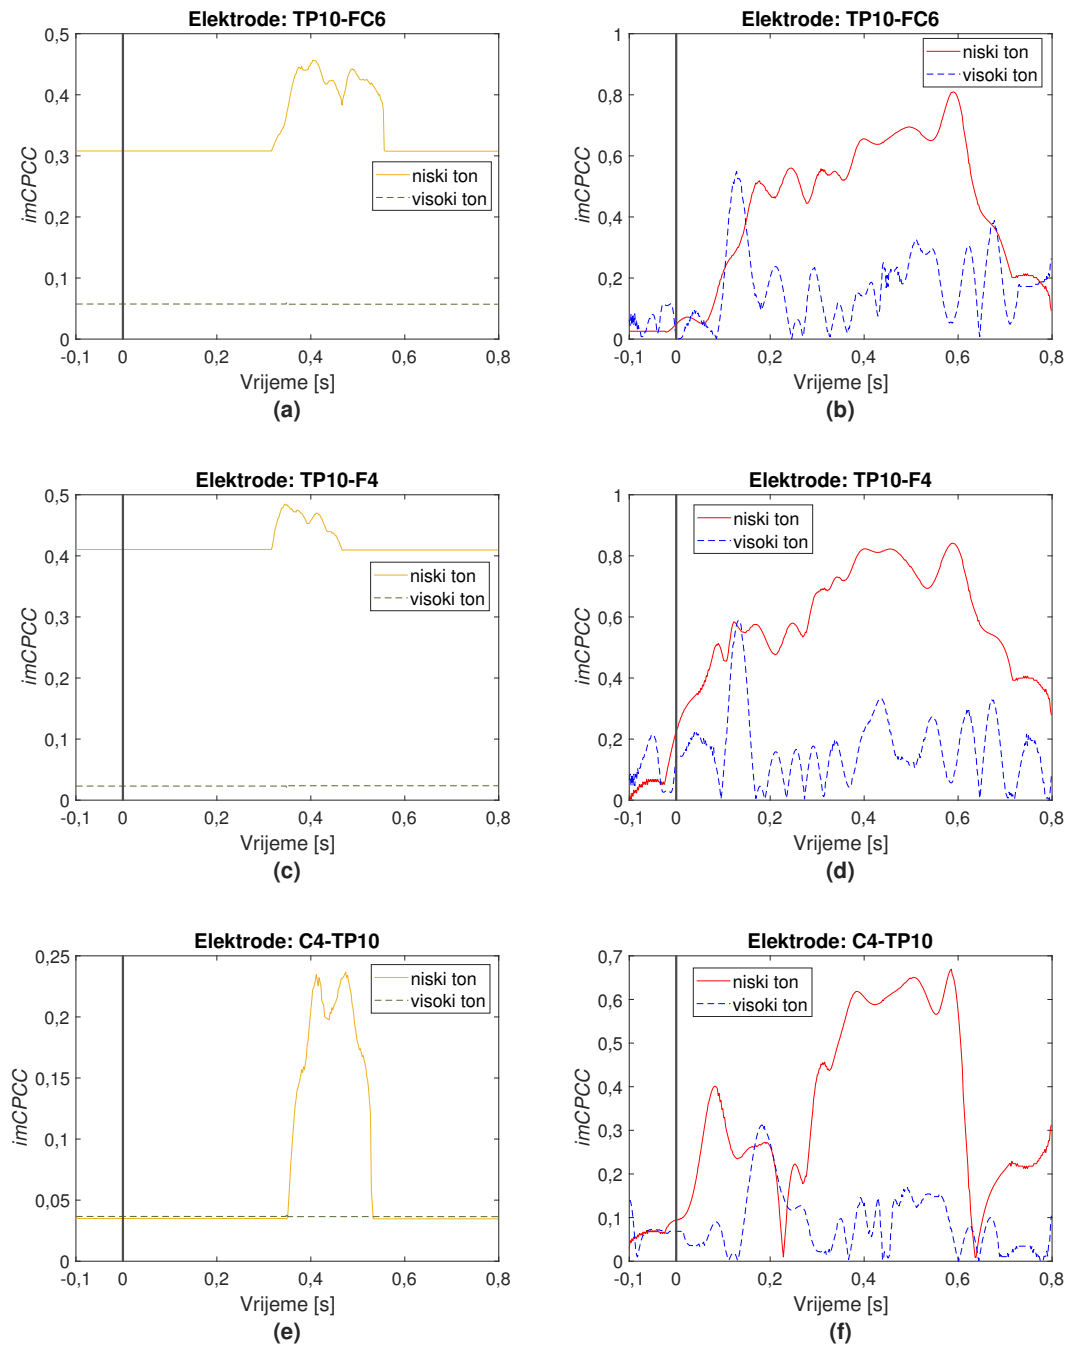 Elektrode: TP10-FC6
0,5
0,4
0,3
0,2
0,1
0
imCPCC
niski ton
visoki ton
-0,1 0 0,2 0,4 0,6 0,8
Vrijeme [s]
(a)
Elektrode: TP10-FC6
1
0,8
0,6
0,4
0,2
0
imCPCC
niski ton
visoki ton
-0,1 0 0,2 0,4 0,6 0,8
Vrijeme [s]
(b)
Elektrode: TP10-F4
0,5
0,4
0,3
0,2
0,1
0
imCPCC
niski ton
visoki ton
-0,1 0 0,2 0,4 0,6 0,8
Vrijeme [s]
(c)
Elektrode: TP10-F4
1
0,8
0,6
0,4
0,2
0
imCPCC
niski ton
visoki ton
-0,1 0 0,2 0,4 0,6 0,8
Vrijeme [s]
(d)
Elektrode: C4-TP10
0,25
0,2
0,15
0,1
0,05
0
imCPCC
niski ton
visoki ton
-0,1 0 0,2 0,4 0,6 0,8
Vrijeme [s]
(e)
Elektrode: C4-TP10
0,7
0,6
0,5
0,4
0,3
0,2
0,1
0
imCPCC
niski ton
visoki ton
-0,1 0 0,2 0,4 0,6 0,8
Vrijeme [s]
(f)